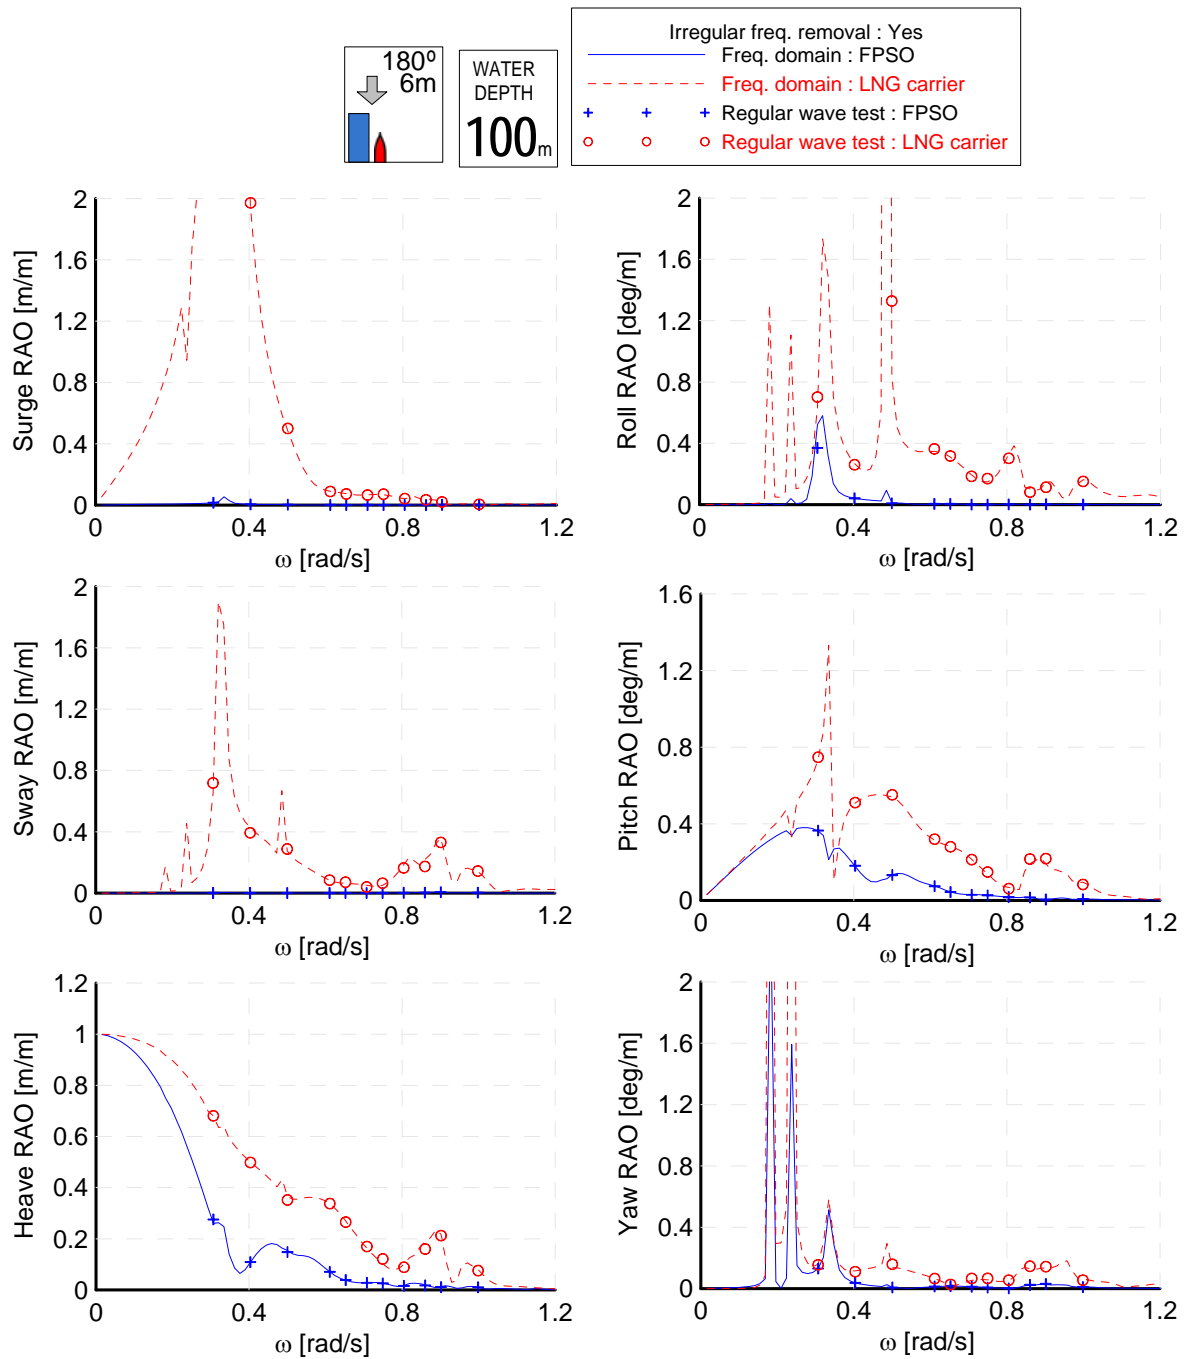 180º
6m
WATER
DEPTH
100m
Irregular freq. removal : Yes
Freq. domain : FPSO
Freq. domain : LNG carrier
Regular wave test : FPSO
Regular wave test : LNG carrier
2
1.6
1.2
0.8
0.4
0
0 0.4 0.8 1.2
Surge RAO [m/m]
ω [rad/s]
2
1.6
1.2
0.8
0.4
0
0 0.4 0.8 1.2
Roll RAO [deg/m]
ω [rad/s]
2
1.6
1.2
0.8
0.4
0
0 0.4 0.8 1.2
Sway RAO [m/m]
ω [rad/s]
1.6
1.2
0.8
0.4
0
0 0.4 0.8 1.2
Pitch RAO [deg/m]
ω [rad/s]
1.2
1
0.8
0.6
0.4
0.2
0
0 0.4 0.8 1.2
Heave RAO [m/m]
ω [rad/s]
2
1.6
1.2
0.8
0.4
0
0 0.4 0.8 1.2
Yaw RAO [deg/m]
ω [rad/s]